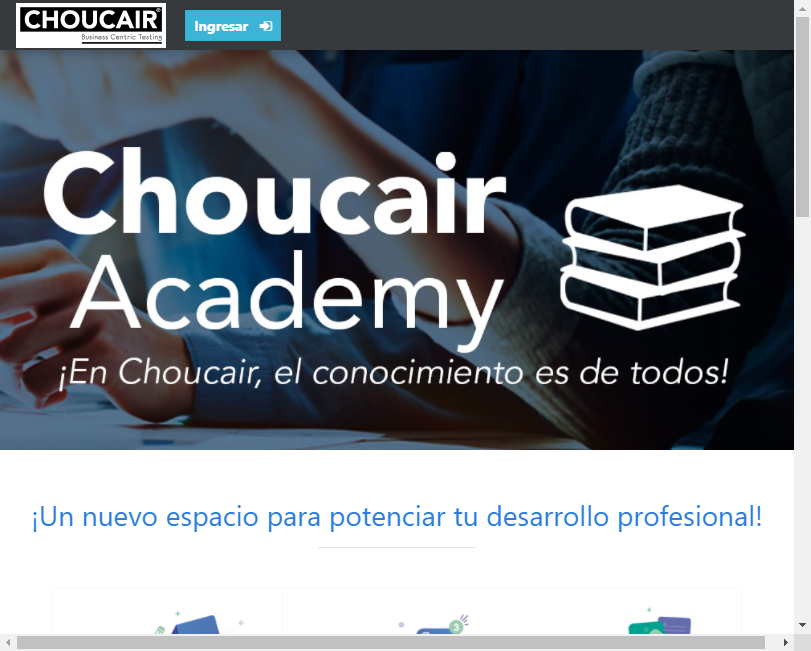 CHOUCAIR®
Business Centric Testing
Ingresar
Choucair
Academy
¡En Choucair, el conocimiento es de todos!
¡Un nuevo espacio para potenciar tu desarrollo profesional!
3